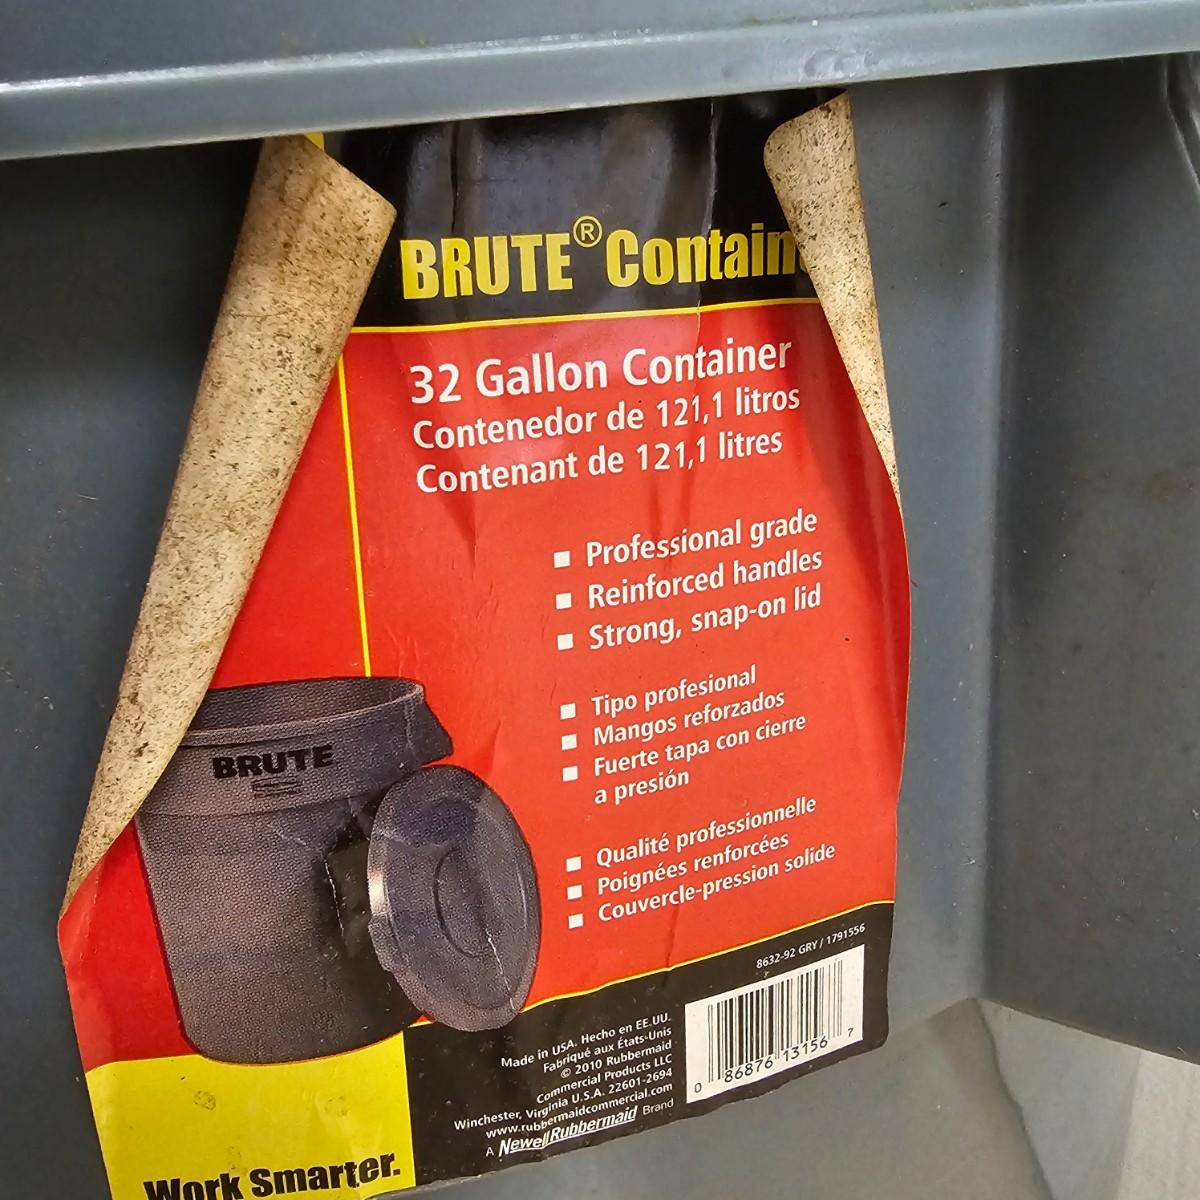 BRUTE® Contain
32 Gallon Container
Contenedor de 121,1 litros
Contenant de 121,1 litres
Professional grade
Reinforced handles
Strong, snap-on lid
Tipo profesional
Mangos reforzados
Fuerte tapa con cierre
a presión
Qualité professionnelle
Poignées renforcées
Couvercle-pression solide
BRUTE
8632-92 GRY / 1791556
Made in USA. Hecho en EE.UU.
Fabriqué aux États-Unis
© 2010 Rubbermaid
Commercial Products LLC
Winchester, Virginia U.S.A. 22601-2694
www.rubbermaidcommercial.com
A NewellRubbermaid Brand
0 86876 13156 7
Work Smarter.